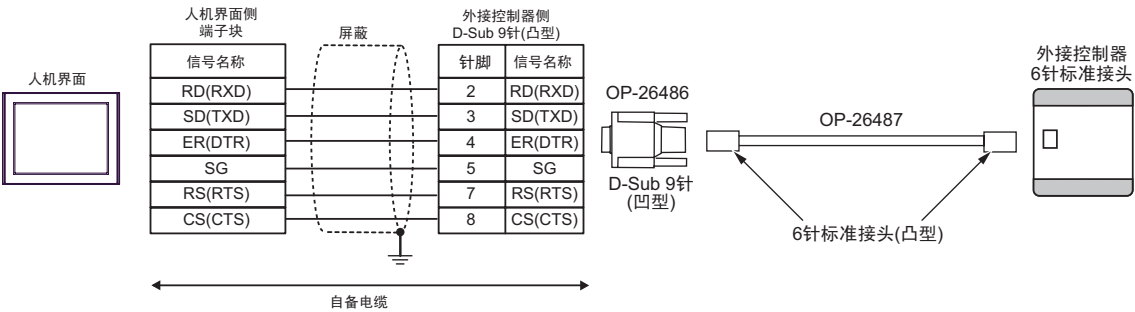 人机界面
人机界面侧
端子块
屏蔽
外接控制器侧
D-Sub 9针(凸型)
信号名称
针脚 信号名称
RD(RXD) 2 RD(RXD)
SD(TXD) 3 SD(TXD)
ER(DTR) 4 ER(DTR)
SG 5 SG
RS(RTS) 7 RS(RTS)
CS(CTS) 8 CS(CTS)
自备电缆
OP-26486
D-Sub 9针
(凹型)
OP-26487
6针标准接头(凸型)
外接控制器
6针标准接头